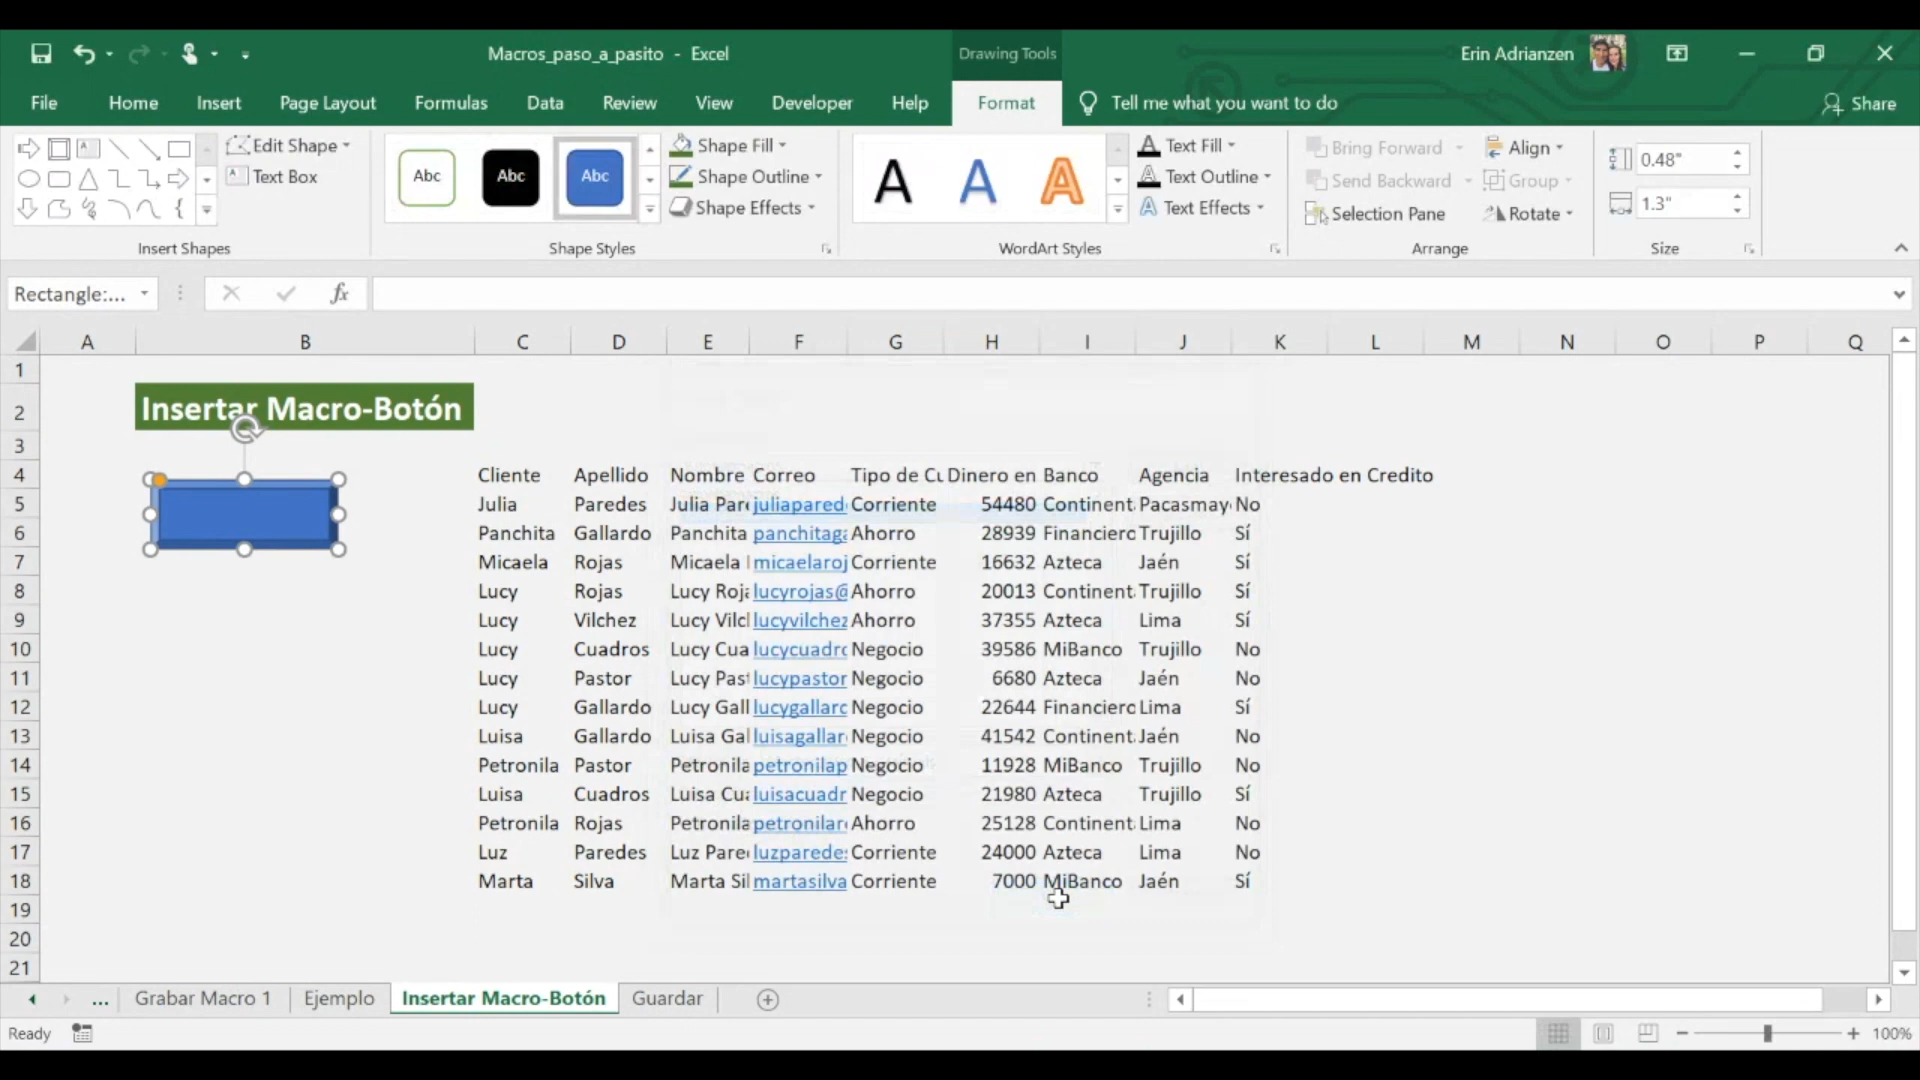 Macros_paso_a_pasito - Excel
Drawing Tools
Erin Adrianzen
File Home Insert Page Layout Formulas Data Review View Developer Help Format Tell me what you want to do Share
Edit Shape
Text Box
Insert Shapes
Abc Abc Abc
Shape Fill
Shape Outline
Shape Effects
Shape Styles
A A A
Text Fill
Text Outline
Text Effects
WordArt Styles
Bring Forward
Send Backward
Selection Pane
Align
Group
Rotate
Arrange
0.48"
1.3"
Size
Rectangle:... fx
A B C D E F G H I J K L M N O P Q
1
2 Insertar Macro-Botón
3
4 Cliente Apellido Nombre Correo Tipo de Cu Dinero en Banco Agencia Interesado en Credito
5 Julia Paredes Julia Pare juliapared Corriente 54480 Continent Pacasmay No
6 Panchita Gallardo Panchita panchitaga Ahorro 28939 Financiero Trujillo Sí
7 Micaela Rojas Micaela micaelaroj Corriente 16632 Azteca Jaén Sí
8 Lucy Rojas Lucy Roja lucyrojas@ Ahorro 20013 Continent Trujillo Sí
9 Lucy Vilchez Lucy Vilc lucyvilchez Ahorro 37355 Azteca Lima Sí
10 Lucy Cuadros Lucy Cua lucycuadro Negocio 39586 MiBanco Trujillo No
11 Lucy Pastor Lucy Past lucypastor Negocio 6680 Azteca Jaén No
12 Lucy Gallardo Lucy Gall lucygallard Negocio 22644 Financiero Lima Sí
13 Luisa Gallardo Luisa Gal luisagallar Negocio 41542 Continent Jaén No
14 Petronila Pastor Petronila petronilap Negocio 11928 MiBanco Trujillo No
15 Luisa Cuadros Luisa Cua luisacuadr Negocio 21980 Azteca Trujillo Sí
16 Petronila Rojas Petronila petronilar Ahorro 25128 Continent Lima No
17 Luz Paredes Luz Pare luzparedes Corriente 24000 Azteca Lima No
18 Marta Silva Marta Sil martasilva Corriente 7000 MiBanco Jaén Sí
19
20
21
... Grabar Macro 1 Ejemplo Insertar Macro-Botón Guardar
Ready 100%